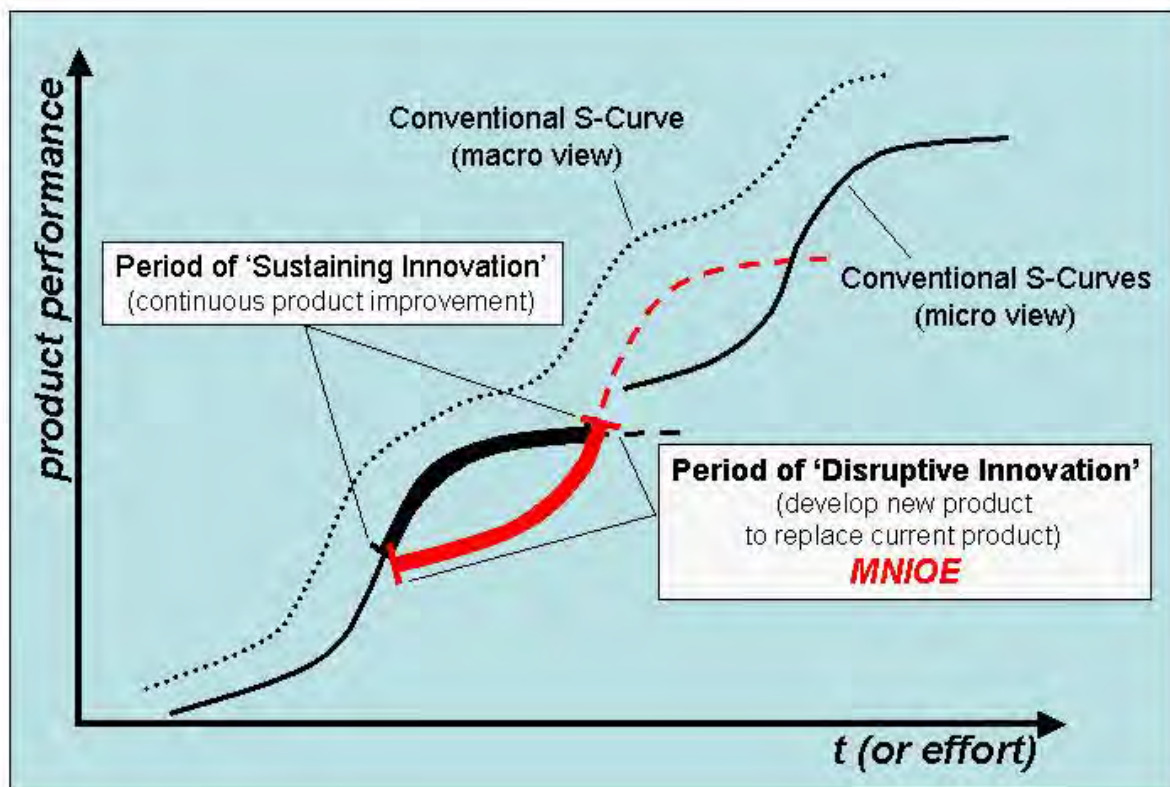 product performance
Conventional S-Curve
(macro view)
Period of 'Sustaining Innovation'
(continuous product improvement)
Conventional S-Curves
(micro view)
Period of 'Disruptive Innovation'
(develop new product
to replace current product)
MNIOE
t (or effort)